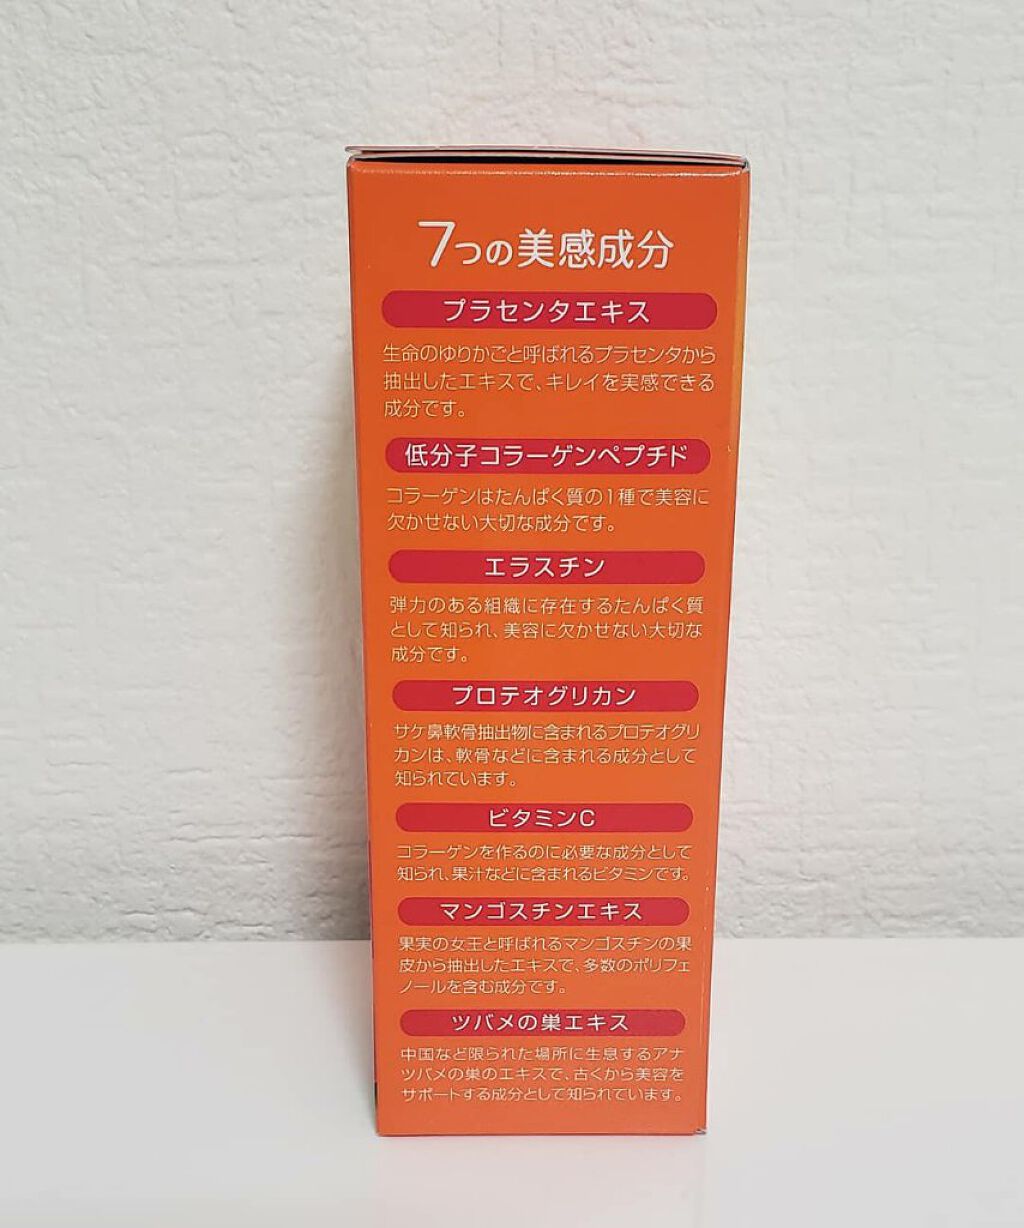 7つの美感成分
プラセンタエキス
生命のゆりかごと呼ばれるプラセンタから
抽出したエキスで、キレイを実感できる
成分です。
低分子コラーゲンペプチド
コラーゲンはたんぱく質の1種で美容に
欠かせない大切な成分です。
エラスチン
弾力のある組織に存在するたんぱく質
として知られ、美容に欠かせない大切な
成分です。
プロテオグリカン
サケ鼻軟骨抽出物に含まれるプロテオグリ
カンは、軟骨などに含まれる成分として
知られています。
ビタミンC
コラーゲンを作るのに必要な成分として
知られ、果汁などに含まれるビタミンです。
マンゴスチンエキス
果実の女王と呼ばれるマンゴスチンの果
皮から抽出したエキスで、多数のポリフェ
ノールを含む成分です。
ツバメの巣エキス
中国など限られた場所に生息するアナ
ツバメの巣のエキスで、古くから美容を
サポートする成分として知られています。